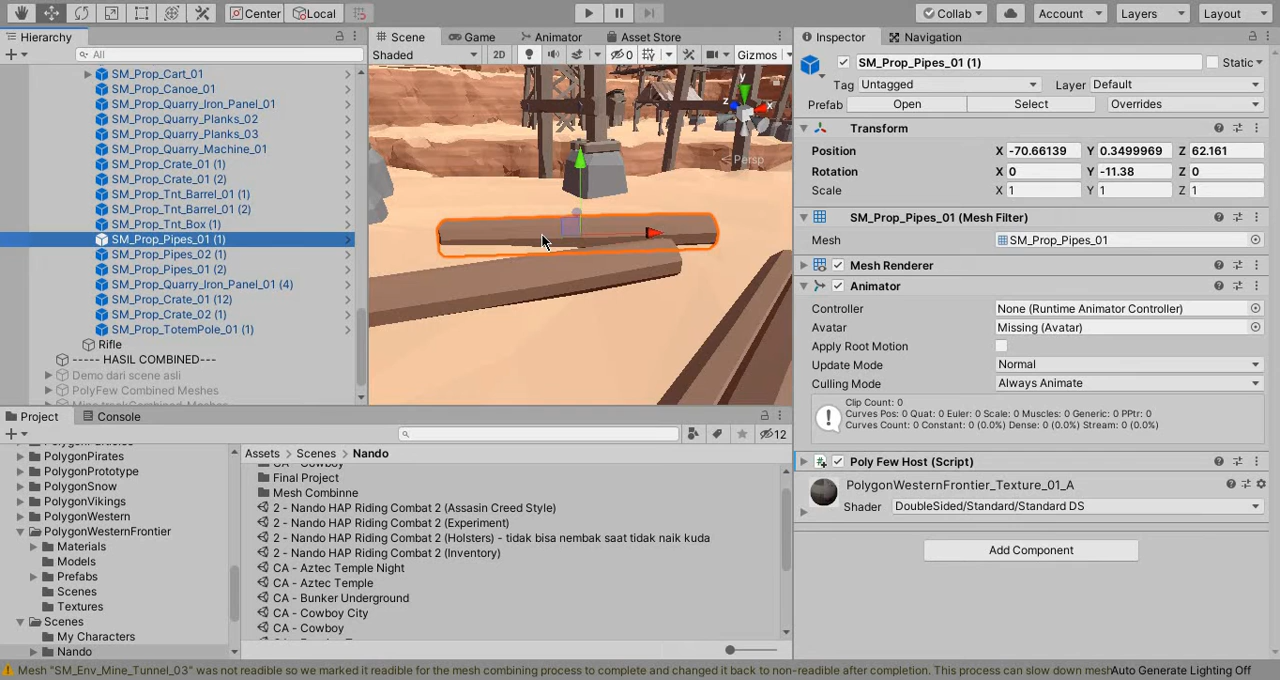 Center
Local
Collab
Account
Layers
Layout
Hierarchy
All
SM_Prop_Cart_01
SM_Prop_Canoe_01
SM_Prop_Quarry_Iron_Panel_01
SM_Prop_Quarry_Planks_02
SM_Prop_Quarry_Planks_03
SM_Prop_Quarry_Machine_01
SM_Prop_Crate_01 (1)
SM_Prop_Crate_01 (2)
SM_Prop_Tnt_Barrel_01 (1)
SM_Prop_Tnt_Barrel_01 (2)
SM_Prop_Tnt_Box (1)
SM_Prop_Pipes_01 (1)
SM_Prop_Pipes_02 (1)
SM_Prop_Pipes_01 (2)
SM_Prop_Quarry_Iron_Panel_01 (4)
SM_Prop_Crate_01 (12)
SM_Prop_Crate_02 (1)
SM_Prop_TotemPole_01 (1)
Rifle
----- HASIL COMBINED---
Demo dari scene asli
PolyFew Combined Meshes
Scene
Game
Animator
Asset Store
Shaded
2D
0
Gizmos
y
z
x
Persp
Inspector
Navigation
SM_Prop_Pipes_01 (1)
Static
Tag Untagged
Layer Default
Prefab Open Select Overrides
Transform
Position X -70.66139 Y 0.3499969 Z 62.161
Rotation X 0 Y -11.38 Z 0
Scale X 1 Y 1 Z 1
SM_Prop_Pipes_01 (Mesh Filter)
Mesh SM_Prop_Pipes_01
Mesh Renderer
Animator
Controller None (Runtime Animator Controller)
Avatar Missing (Avatar)
Apply Root Motion
Update Mode Normal
Culling Mode Always Animate
Clip Count: 0
Curves Pos: 0 Quat: 0 Euler: 0 Scale: 0 Muscles: 0 Generic: 0 PPtr: 0
Curves Count: 0 Constant: 0 (0.0%) Dense: 0 (0.0%) Stream: 0 (0.0%)
Poly Few Host (Script)
PolygonWesternFrontier_Texture_01_A
Shader DoubleSided/Standard/Standard DS
Add Component
Project
Console
12
PolygonPirates
PolygonPrototype
PolygonSnow
PolygonVikings
PolygonWestern
PolygonWesternFrontier
Materials
Models
Prefabs
Scenes
Textures
Scenes
My Characters
Nando
Assets > Scenes > Nando
CA - Cowboy
Final Project
Mesh Combinne
2 - Nando HAP Riding Combat 2 (Assasin Creed Style)
2 - Nando HAP Riding Combat 2 (Experiment)
2 - Nando HAP Riding Combat 2 (Holsters) - tidak bisa nembak saat tidak naik kuda
2 - Nando HAP Riding Combat 2 (Inventory)
CA - Aztec Temple Night
CA - Aztec Temple
CA - Bunker Underground
CA - Cowboy City
CA - Cowboy
Mesh "SM_Env_Mine_Tunnel_03" was not readible so we marked it readible for the mesh combining process to complete and changed it back to non-readible after completion. This process can slow down mesh
Auto Generate Lighting Off